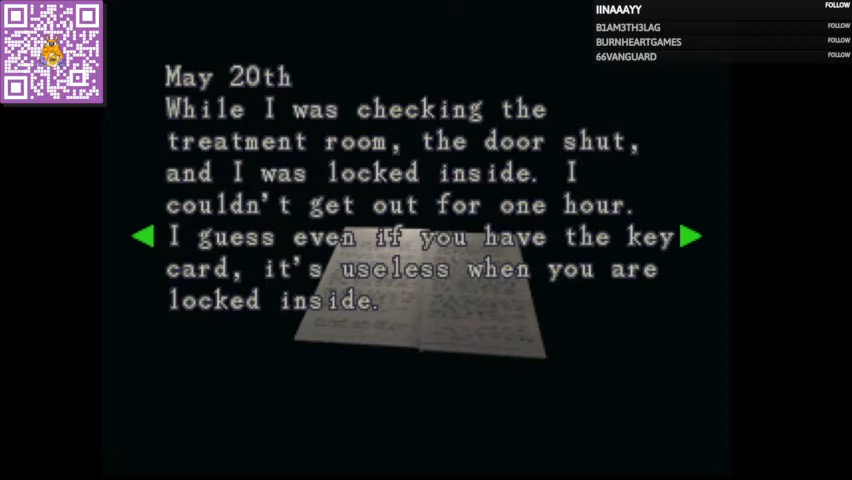 IINAAAYY
FOLLOW
B1AM3TH3LAG
FOLLOW
BURNHEARTGAMES
FOLLOW
66VANGUARD
FOLLOW
May 20th
While I was checking the
treatment room, the door shut,
and I was locked inside. I
couldn't get out for one hour.
I guess even if you have the key
card, it's useless when you are
locked inside.